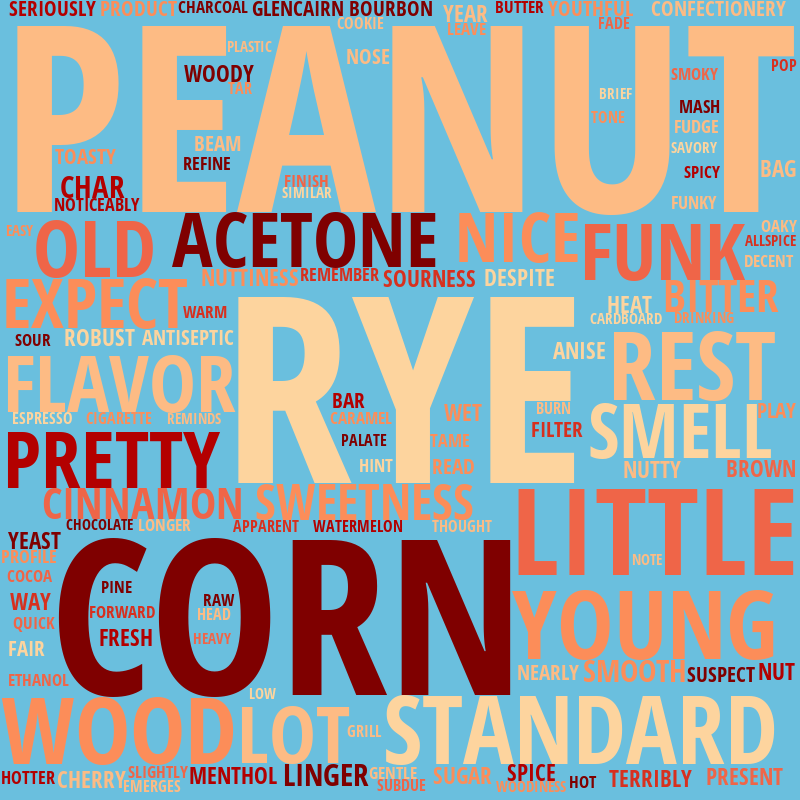 SERIOUSLY PRODUCT CHARCOAL GLENCAIRN BOURBON YEAR BUTTER YOUTHFUL CONFECTIONERY
COOKIE LEAVE FADE
PLASTIC NOSE
PEANUT
WOODY TAR SMOKY POP
BRIEF MASH
TONE FUDGE
BEAM SAVORY
TOASTY REFINE SPICY BAG
CHAR FINISH SIMILAR
NOTICEABLY FUNKY
EASY OLD ACETONE NICE FUNK OAKY
ALLSPICE
DECENT
NUTTINESS REMEMBER SOURNESS DESPITE
EXPECT BITTER
WARM HEAT
CARDBOARD DRINKING
SOUR ROBUST ANTISEPTIC ANISE
RYE
FLAVOR REST
BAR
ESPRESSO CIGARETTE REMINDS CARAMEL WET BURN PLAY
SMELL
PRETTY PALATE TAME FILTER
HINT READ NUTTY BROWN
CINNAMON SWEETNESS
CHOCOLATE LONGER APPARENT WATERMELON THOUGHT
LITTLE
YEAST
PROFILE NOTE
COCOA
CORN
PINE
WAY RAW
FORWARD HEAD
QUICK FRESH HEAVY
YOUNG
FAIR
ETHANOL NEARLY SMOOTH SUSPECT NUT
LOW
WOOD LOT GRILL STANDARD
HOTTER CHERRY SLIGHTLY MENTHOL LINGER GENTLE SUGAR SPICE HOT TERRIBLY PRESENT
EMERGES SUBDUE WOODINESS